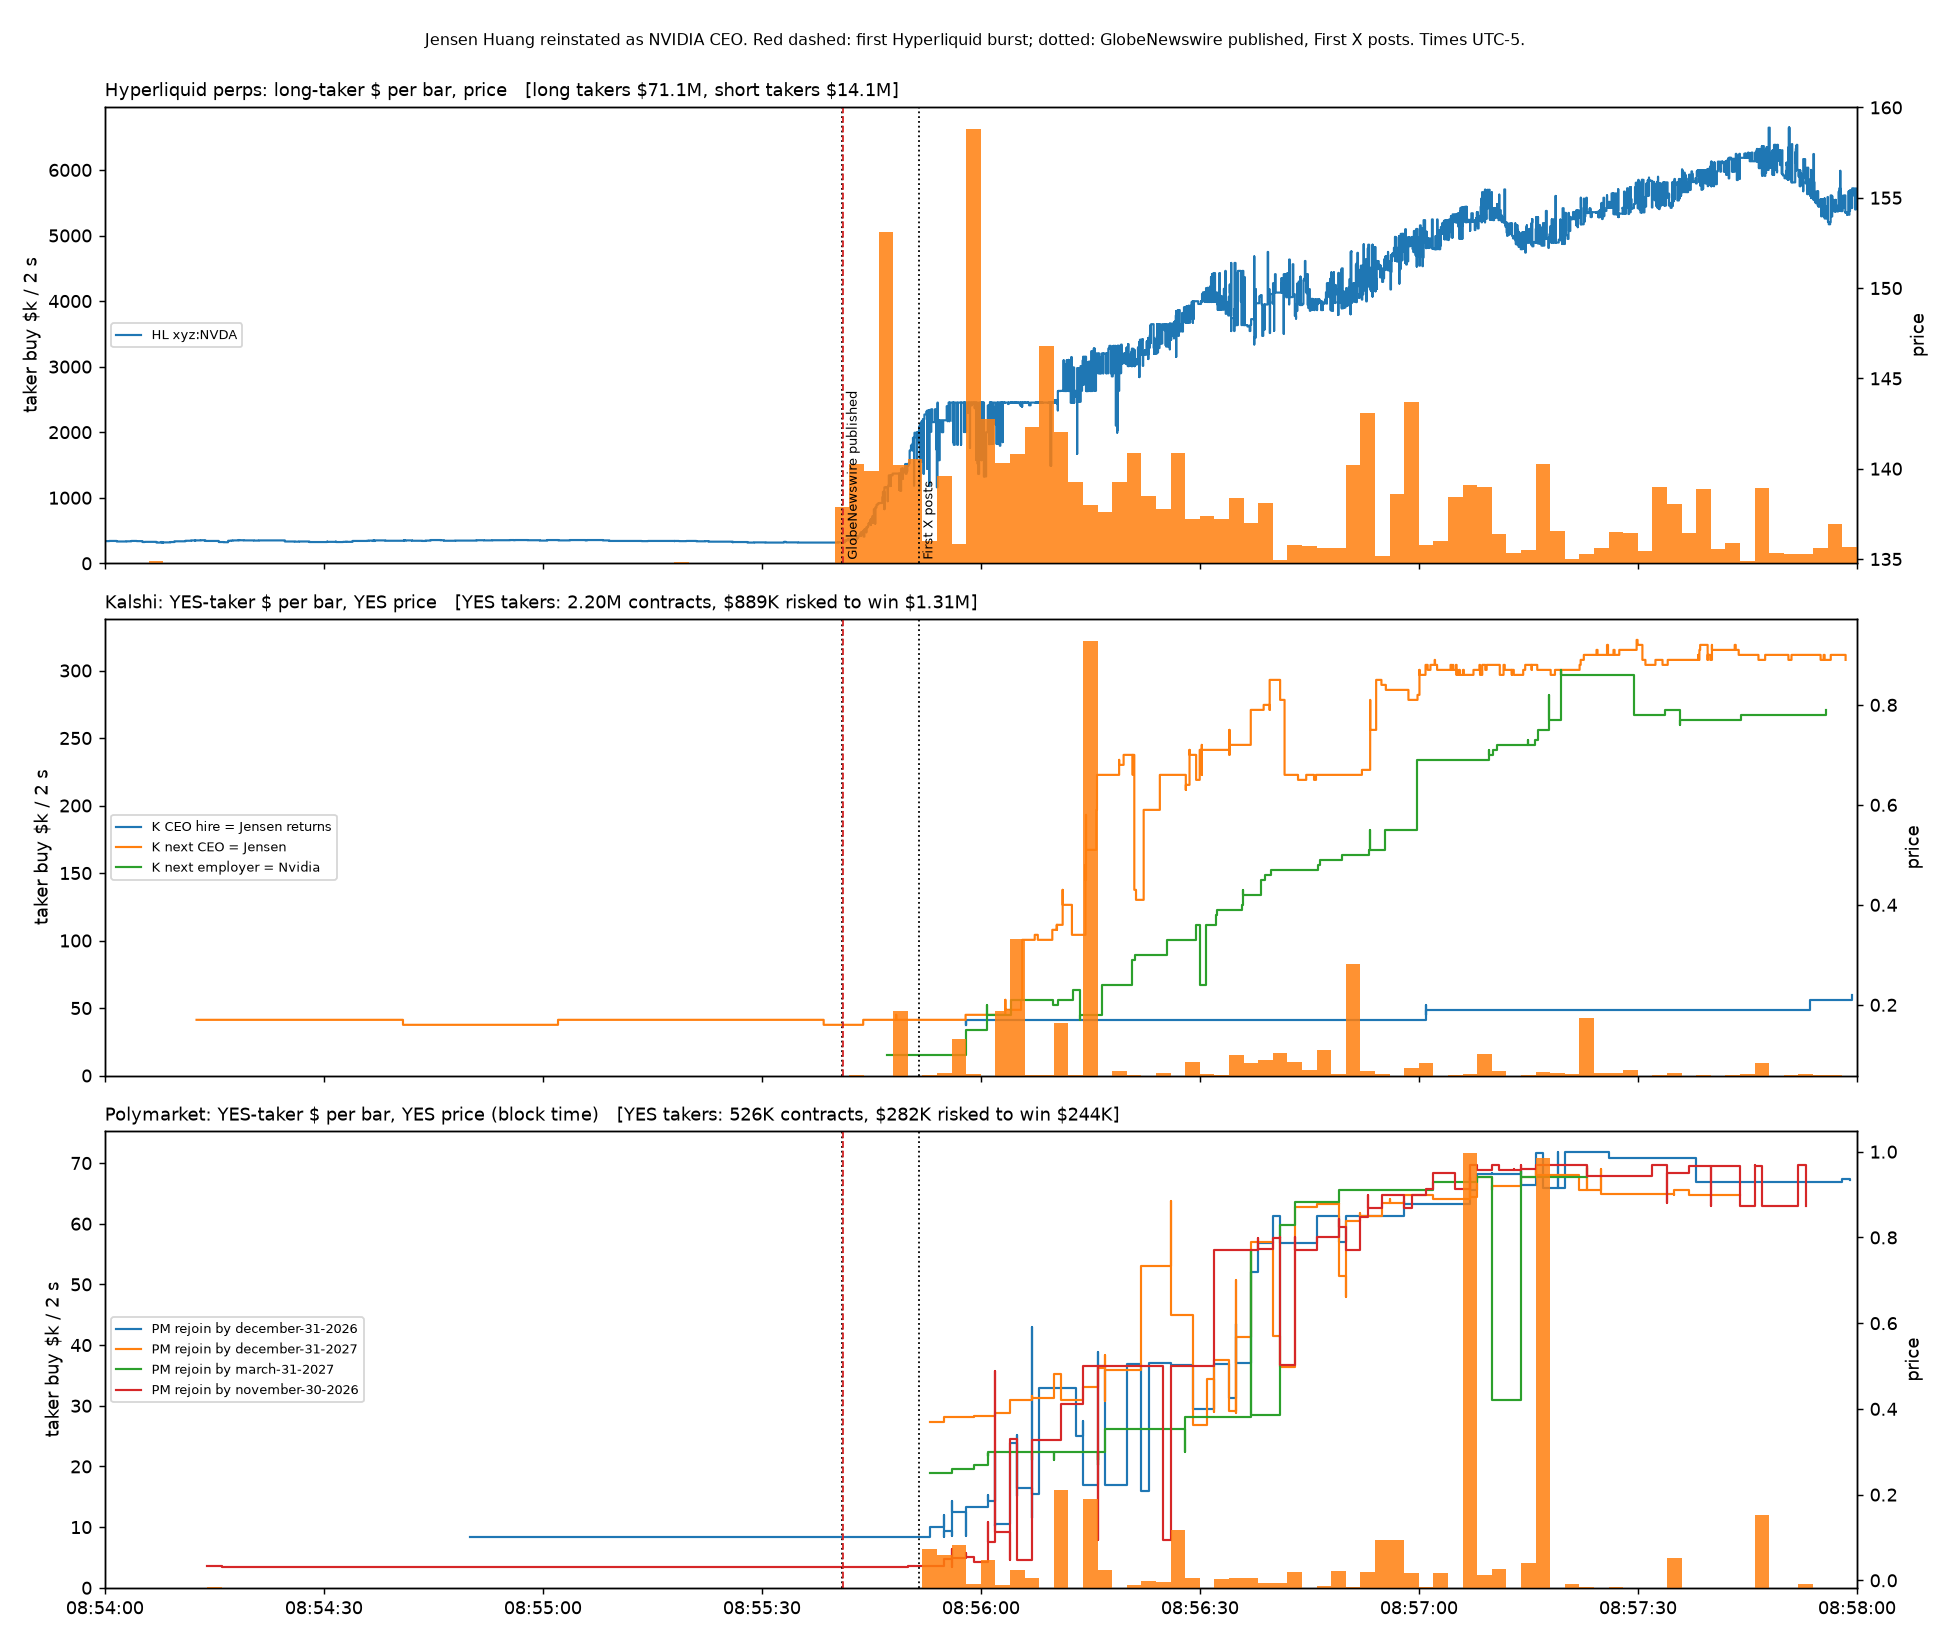 Jensen Huang reinstated as NVIDIA CEO. Red dashed: first Hyperliquid burst; dotted: GlobeNewswire published, First X posts. Times UTC-5.
Hyperliquid perps: long-taker $ per bar, price [long takers $71.1M, short takers $14.1M]
taker buy $k / 2 s
6000
5000
4000
3000
2000
1000
0
HL xyz:NVDA
GlobeNewswire published
First X posts
160
155
150
145
140
135
price
Kalshi: YES-taker $ per bar, YES price [YES takers: 2.20M contracts, $889K risked to win $1.31M]
taker buy $k / 2 s
300
250
200
150
100
50
0
K CEO hire = Jensen returns
K next CEO = Jensen
K next employer = Nvidia
0.8
0.6
0.4
0.2
price
Polymarket: YES-taker $ per bar, YES price (block time) [YES takers: 526K contracts, $282K risked to win $244K]
taker buy $k / 2 s
70
60
50
40
30
20
10
0
PM rejoin by december-31-2026
PM rejoin by december-31-2027
PM rejoin by march-31-2027
PM rejoin by november-30-2026
1.0
0.8
0.6
0.4
0.2
0.0
price
08:54:00 08:54:30 08:55:00 08:55:30 08:56:00 08:56:30 08:57:00 08:57:30 08:58:00